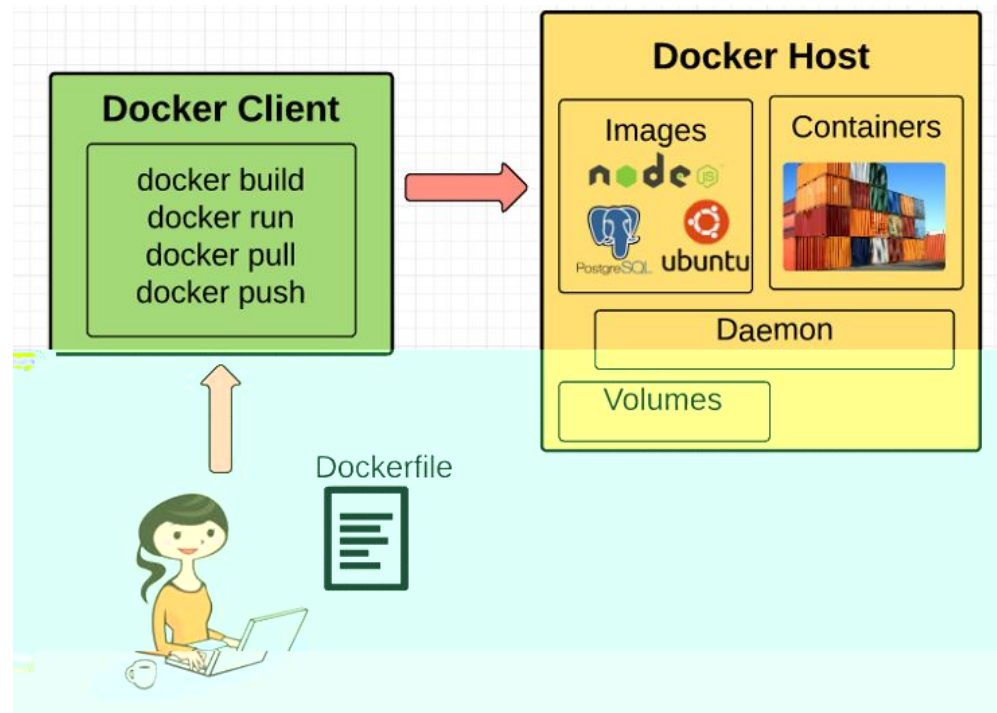 Docker Client
docker build
docker run
docker pull
docker push
Docker Host
Images
node
JS
PostgreSQL
ubuntu
Containers
Daemon
Volumes
Dockerfile